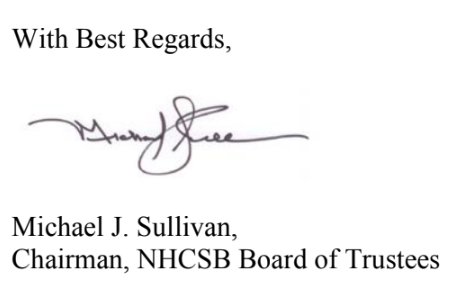 With Best Regards,
Michael J. Sullivan,
Chairman, NHCSB Board of Trustees